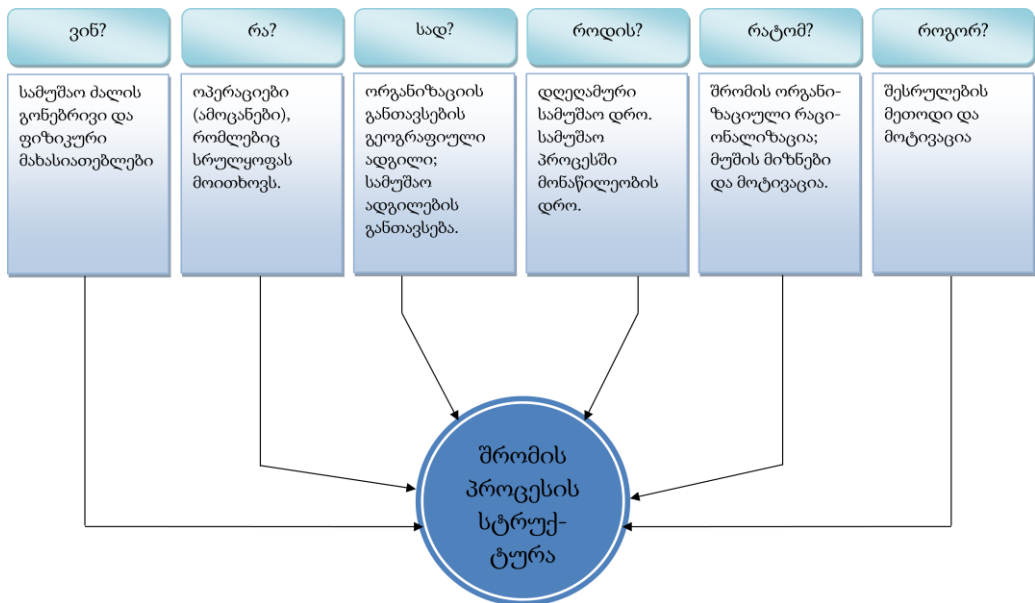 ვინ?
სამუშაო ძალის
გონებრივი და
ფიზიკური
მახასიათებლები
რა?
ოპერაციები
(ამოცანები),
რომლებიც
სრულყოფას
მოითხოვს.
სად?
ორგანიზაციის
განთავსების
გეოგრაფიული
ადგილი;
სამუშაო
ადგილების
განთავსება.
როდის?
დღეღამური
სამუშაო დრო.
სამუშაო
პროცესში
მონაწილეობის
დრო.
რატომ?
შრომის ორგანი-
ზაციული რაცი-
ონალიზაცია;
მუშის მიზნები
და მოტივაცია.
როგორ?
შესრულების
მეთოდი და
მოტივაცია
შრომის
პროცესის
სტრუქ-
ტურა